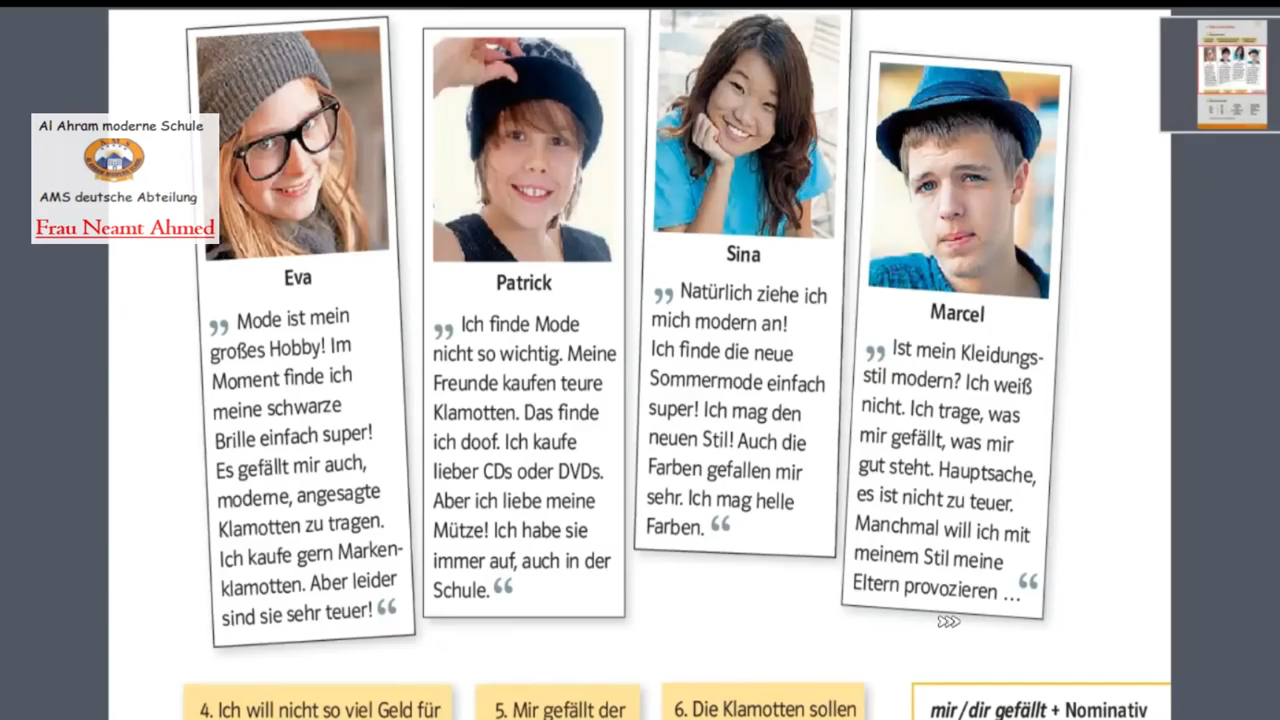 Al Ahram moderne Schule
AMS deutsche Abteilung
Frau Neamt Ahmed
Eva
„ Mode ist mein
großes Hobby! Im
Moment finde ich
meine schwarze
Brille einfach super!
Es gefällt mir auch,
moderne, angesagte
Klamotten zu tragen.
Ich kaufe gern Marken-
klamotten. Aber leider
sind sie sehr teuer! “
Patrick
„ Ich finde Mode
nicht so wichtig. Meine
Freunde kaufen teure
Klamotten. Das finde
ich doof. Ich kaufe
lieber CDs oder DVDs.
Aber ich liebe meine
Mütze! Ich habe sie
immer auf, auch in der
Schule. “
Sina
„ Natürlich ziehe ich
mich modern an!
Ich finde die neue
Sommermode einfach
super! Ich mag den
neuen Stil! Auch die
Farben gefallen mir
sehr. Ich mag helle
Farben. “
Marcel
„ Ist mein Kleidungs-
stil modern? Ich weiß
nicht. Ich trage, was
mir gefällt, was mir
gut steht. Hauptsache,
es ist nicht zu teuer.
Manchmal will ich mit
meinem Stil meine
Eltern provozieren ... “
4. Ich will nicht so viel Geld für
5. Mir gefällt der
6. Die Klamotten sollen
mir/dir gefällt + Nominativ